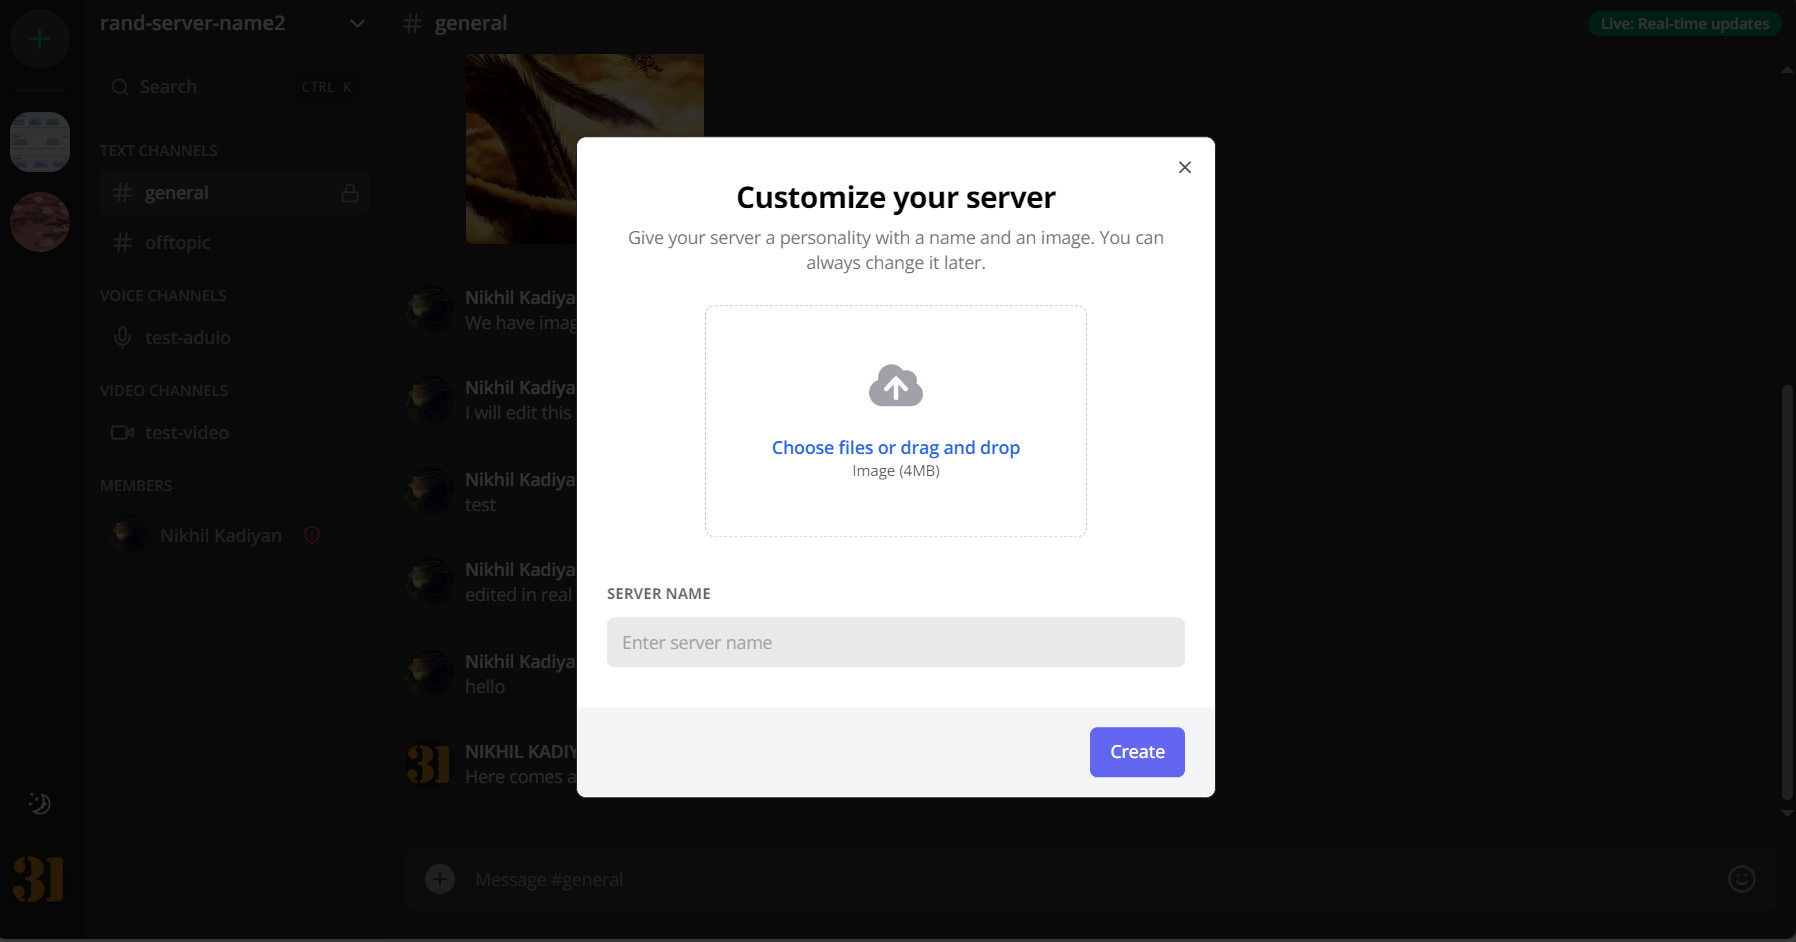 rand-server-name2
# general
Live: Real-time updates
Search
CTRL K
TEXT CHANNELS
# general
# offtopic
VOICE CHANNELS
test-aduio
VIDEO CHANNELS
test-video
MEMBERS
Nikhil Kadiyan
Nikhil Kadiya
We have imag
Nikhil Kadiya
I will edit this
Nikhil Kadiya
test
Nikhil Kadiya
edited in real
Nikhil Kadiya
hello
31
NIKHIL KADIY
Here comes a
31
Message #general
Customize your server
Give your server a personality with a name and an image. You can
always change it later.
Choose files or drag and drop
Image (4MB)
SERVER NAME
Enter server name
Create